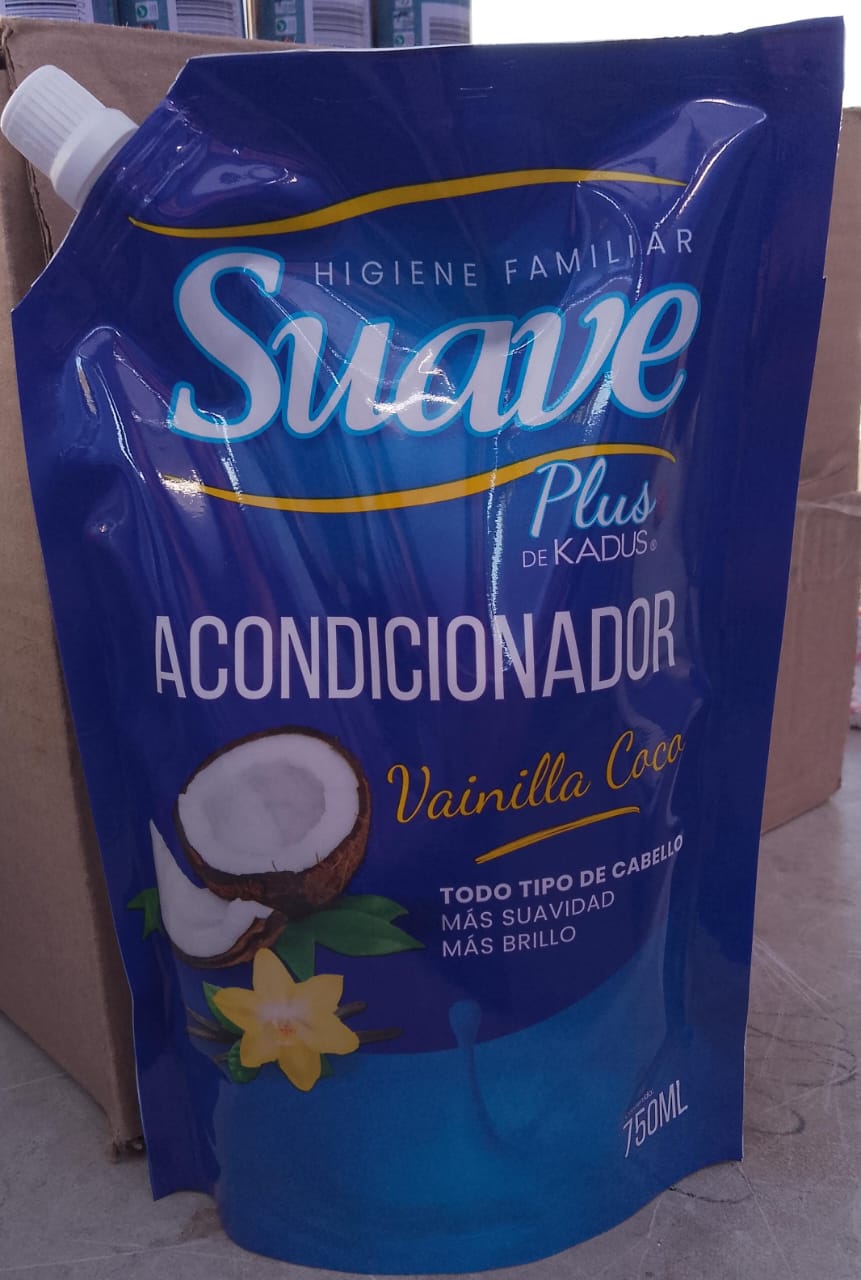 HIGIENE FAMILIAR
Suave
Plus
DE KADUS®
ACONDICIONADOR
Vainilla Coco
TODO TIPO DE CABELLO
MÁS SUAVIDAD
MÁS BRILLO
750ML